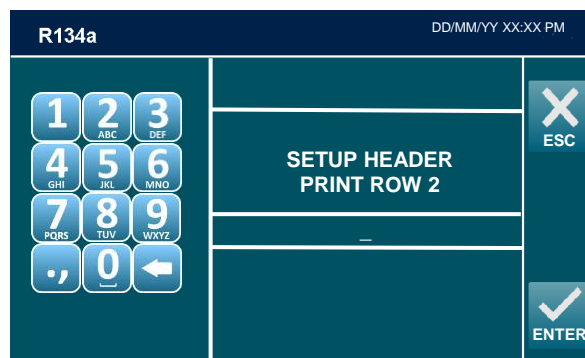 R134a
DD/MM/YY XX:XX PM
1
2
ABC
3
DEF
4
GHI
5
JKL
6
MNO
7
PQRS
8
TUV
9
WXYZ
.,
0
SETUP HEADER
PRINT ROW 2
_
ESC
ENTER